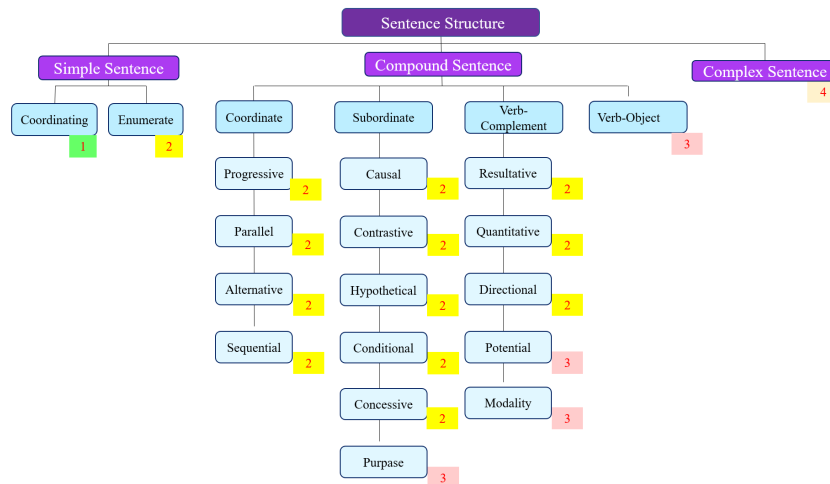 Sentence Structure
Simple Sentence
Compound Sentence
Complex Sentence
4
Coordinating
1
Enumerate
2
Coordinate
Subordinate
Verb-
Complement
Verb-Object
3
Progressive
2
Parallel
2
Alternative
2
Sequential
2
Causal
2
Contrastive
2
Hypothetical
2
Conditional
2
Concessive
2
Purpase
3
Resultative
2
Quantitative
2
Directional
2
Potential
3
Modality
3